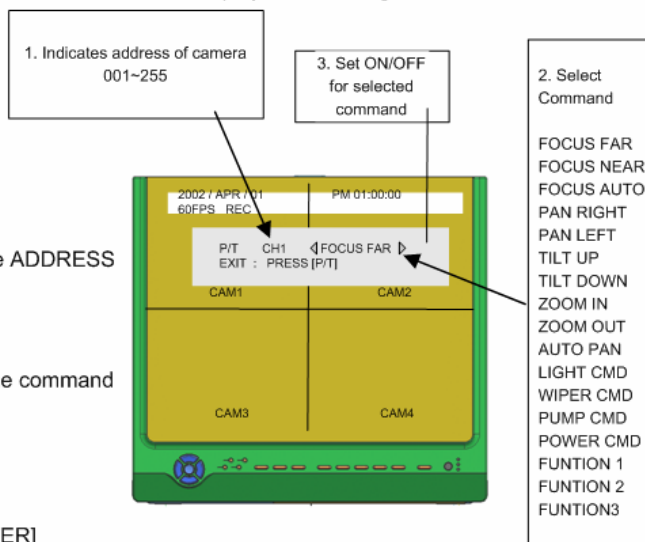 1. Indicates address of camera
001~255
3. Set ON/OFF
for selected
command
2. Select
Command
FOCUS FAR
FOCUS NEAR
FOCUS AUTO
PAN RIGHT
PAN LEFT
TILT UP
TILT DOWN
ZOOM IN
ZOOM OUT
AUTO PAN
LIGHT CMD
WIPER CMD
PUMP CMD
POWER CMD
FUNTION 1
FUNTION 2
FUNTION3
2002 / APR / 01 PM 01:00:00
60FPS REC
P/T CH1 FOCUS FAR
EXIT : PRESS [P/T]
CAM1 CAM2
CAM3 CAM4
e ADDRESS
e command
ER]